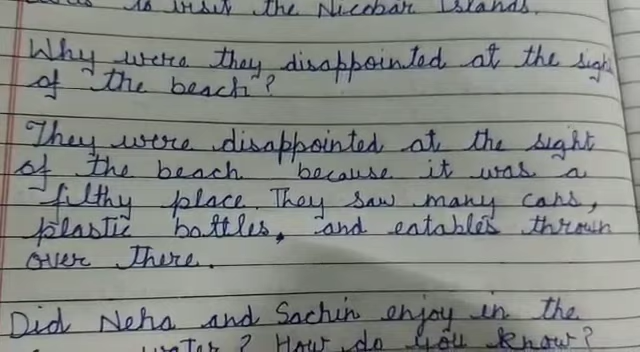 is to visit the Nicobar Islands.
Why were they disappointed at the sigh
of the beach?
They were disappointed at the sight
of the beach because it was a
filthy place. They saw many cans,
plastic bottles, and eatables thrown
over there.
Did Neha and Sachin enjoy in the
water? How do you know?